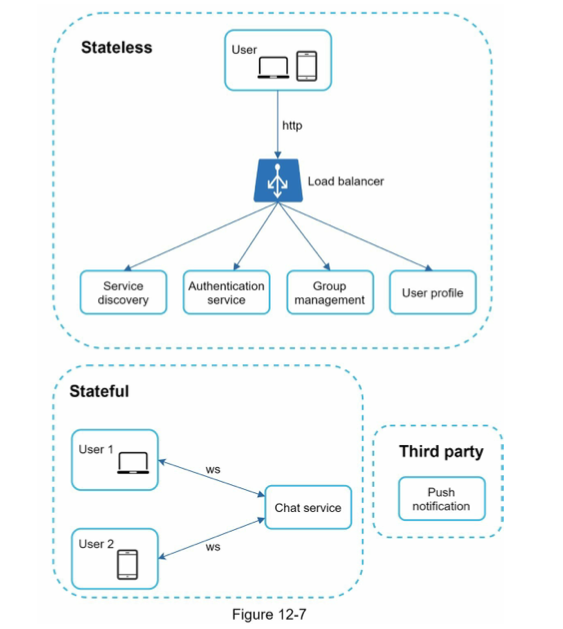 Stateless
User
http
Load balancer
Service
discovery
Authentication
service
Group
management
User profile
Stateful
User 1
ws
Chat service
ws
User 2
Third party
Push
notification
Figure 12-7